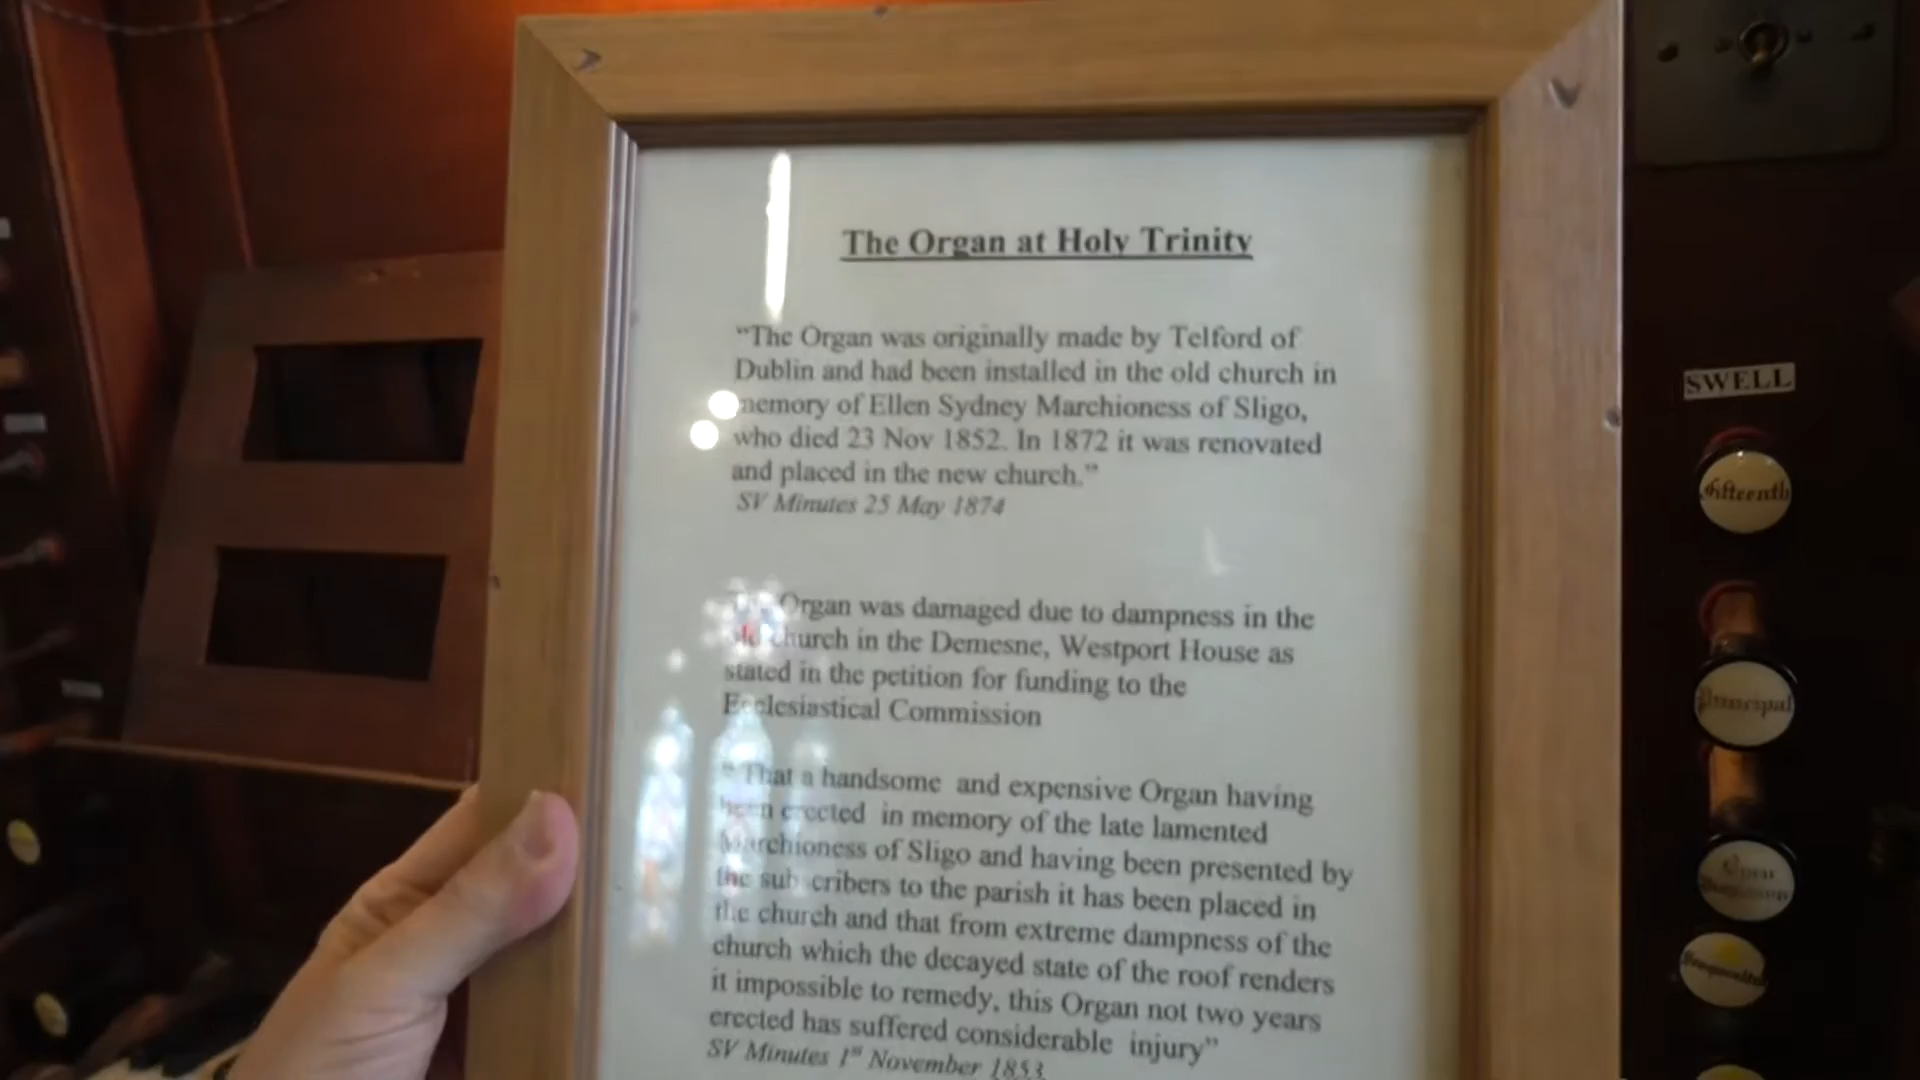 The Organ at Holy Trinity
“The Organ was originally made by Telford of
Dublin and had been installed in the old church in
memory of Ellen Sydney Marchioness of Sligo,
who died 23 Nov 1852. In 1872 it was renovated
and placed in the new church.”
SV Minutes 25 May 1874
Organ was damaged due to dampness in the
old church in the Demesne, Westport House as
stated in the petition for funding to the
Ecclesiastical Commission
“ That a handsome and expensive Organ having
been erected in memory of the late lamented
Marchioness of Sligo and having been presented by
the subscribers to the parish it has been placed in
the church and that from extreme dampness of the
church which the decayed state of the roof renders
it impossible to remedy, this Organ not two years
erected has suffered considerable injury”
SV Minutes 1st November 1853
SWELL
Fifteenth
Principal
Open